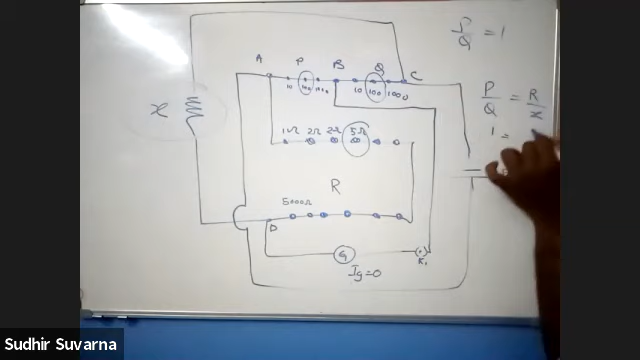 P/Q = 1
A P B Q C
10 100 1000 10 100 1000
P/Q = R/x
x
1Ω 2Ω 2Ω 5Ω
1 =
R
5000Ω
D
G K₁
Ig=0
Sudhir Suvarna